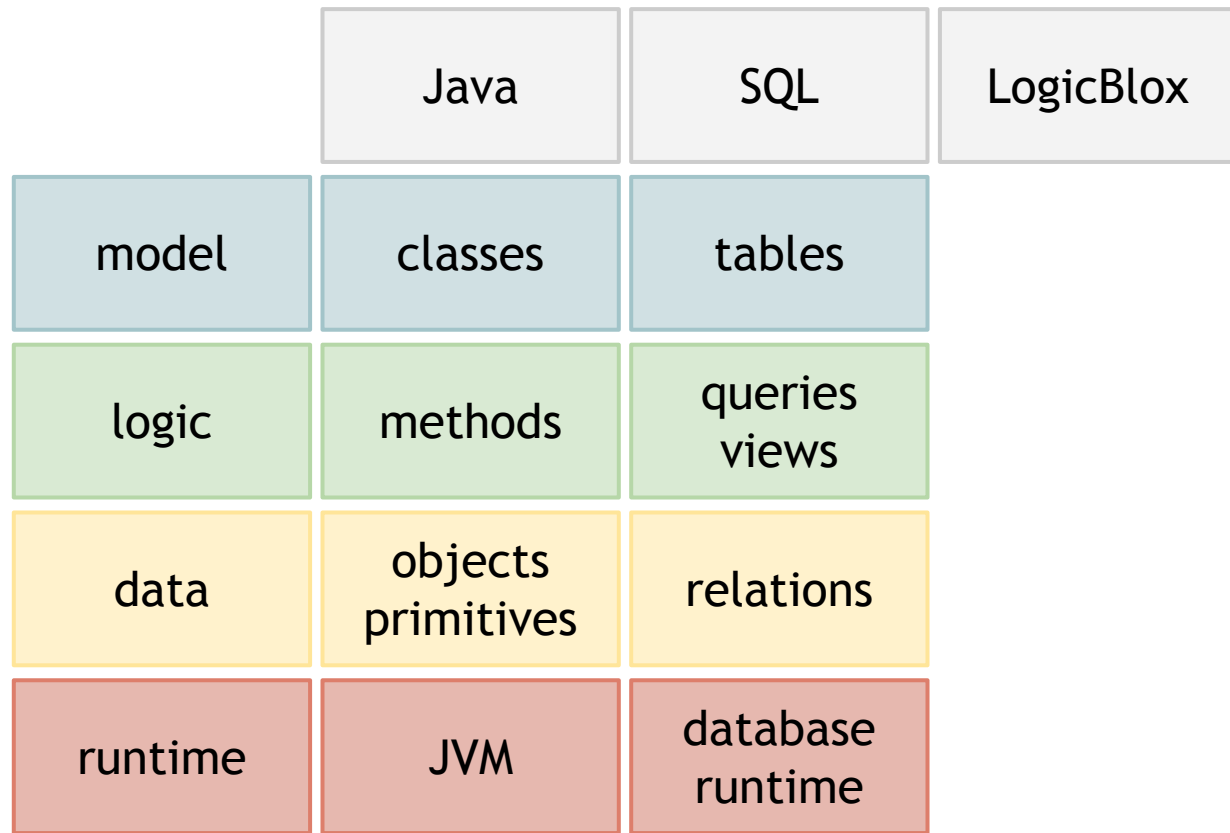 Java SQL LogicBlox
model classes tables
logic methods queries
views
data objects
primitives relations
runtime JVM database
runtime